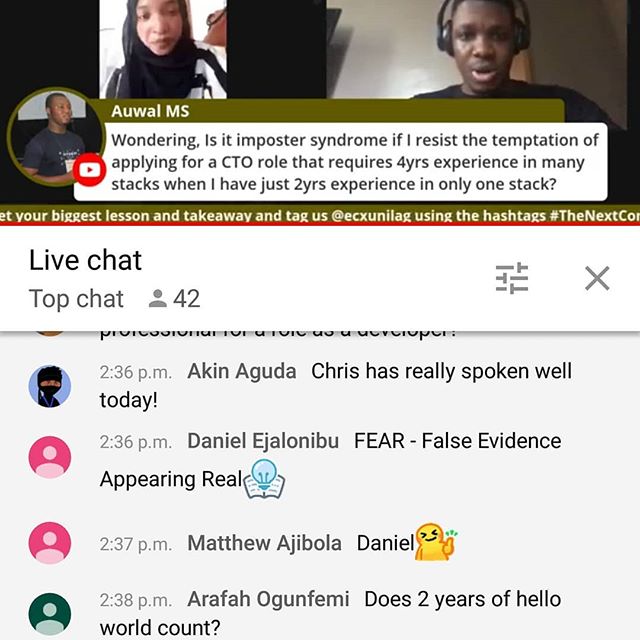 Auwal MS
Wondering, Is it imposter syndrome if I resist the temptation of
applying for a CTO role that requires 4yrs experience in many
stacks when I have just 2yrs experience in only one stack?
et your biggest lesson and takeaway and tag us @ecxunilag using the hashtags #TheNextCon
Live chat
Top chat 42
professional for a role as a developer?
2:36 p.m. Akin Aguda Chris has really spoken well
today!
2:36 p.m. Daniel Ejalonibu FEAR - False Evidence
Appearing Real
2:37 p.m. Matthew Ajibola Daniel
2:38 p.m. Arafah Ogunfemi Does 2 years of hello
world count?